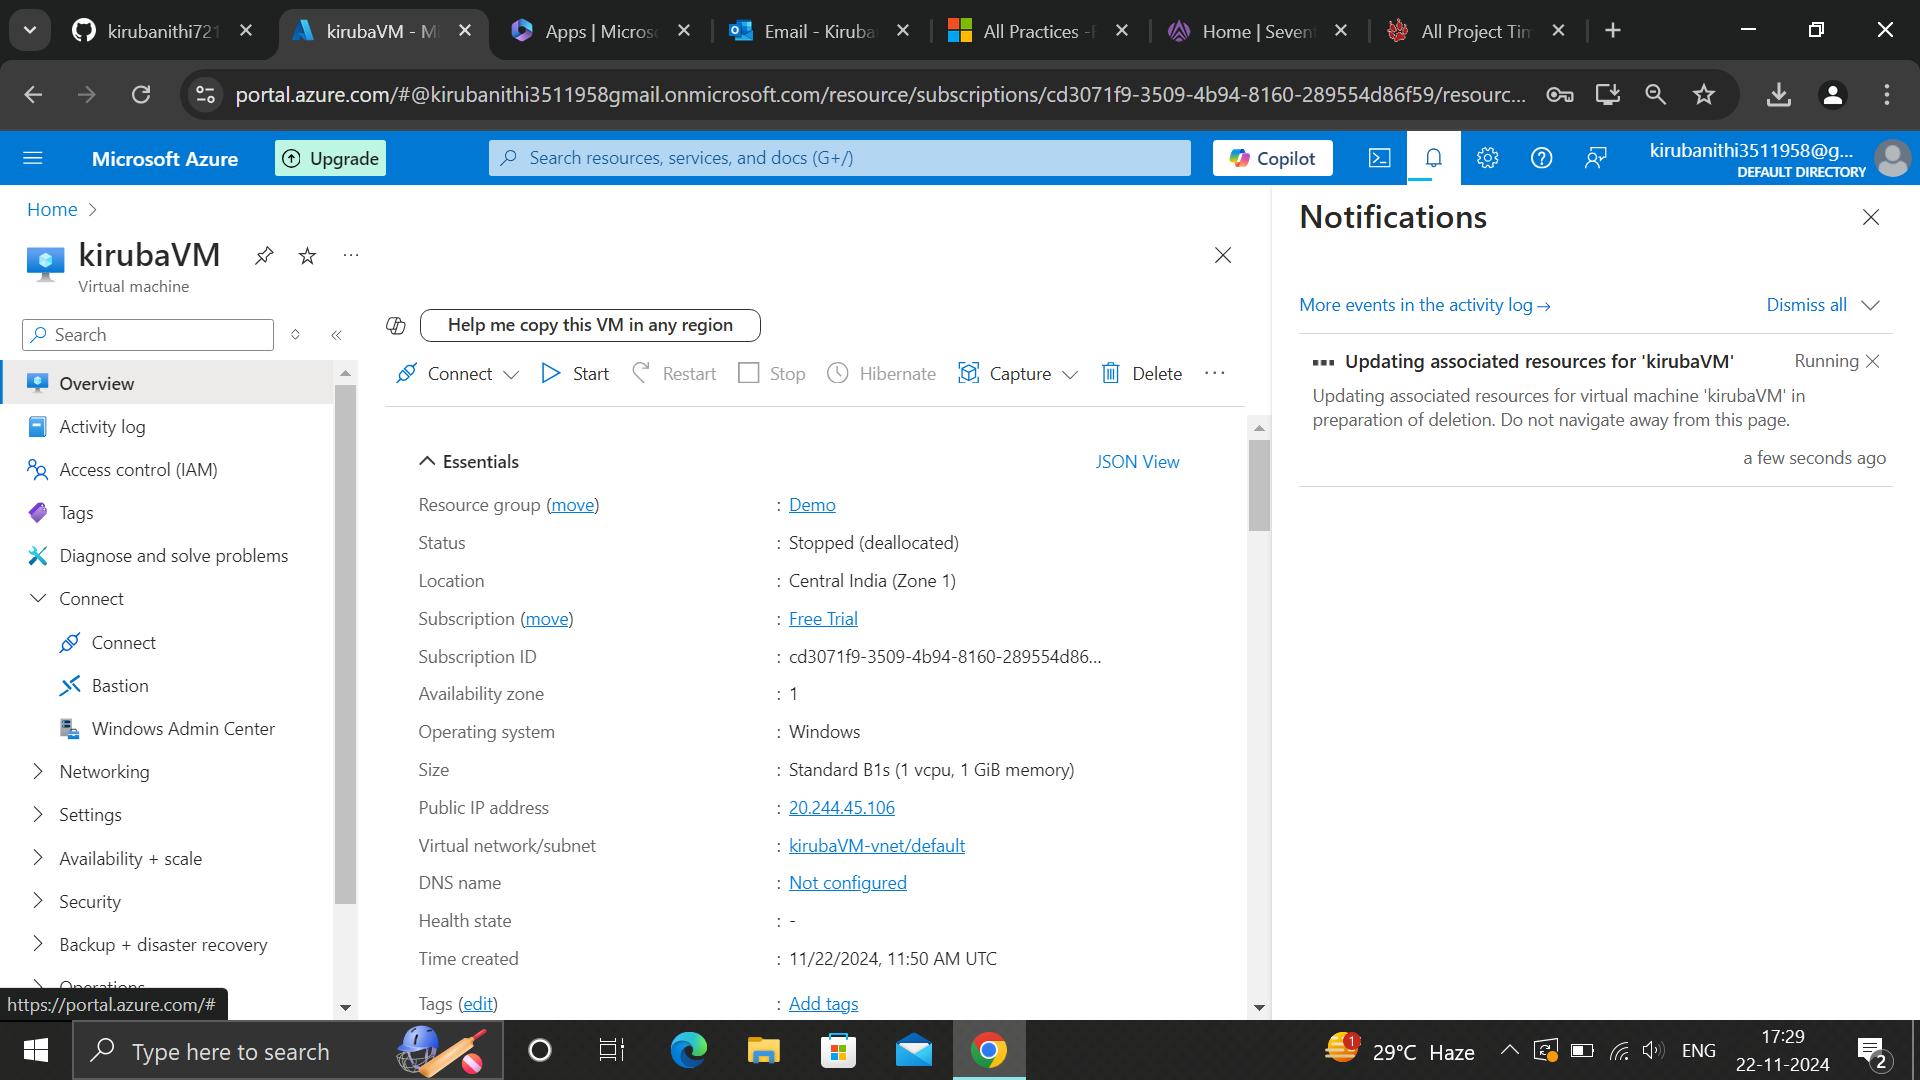 kirubanithi721
kirubaVM - Mi
Apps | Micros
Email - Kiruba
All Practices -
Home | Sevent
All Project Tim
portal.azure.com/#@kirubanithi3511958gmail.onmicrosoft.com/resource/subscriptions/cd3071f9-3509-4b94-8160-289554d86f59/resourc...
Microsoft Azure
Upgrade
Search resources, services, and docs (G+/)
Copilot
kirubanithi3511958@g...
DEFAULT DIRECTORY
Home
kirubaVM
Virtual machine
Search
Overview
Activity log
Access control (IAM)
Tags
Diagnose and solve problems
Connect
Connect
Bastion
Windows Admin Center
Networking
Settings
Availability + scale
Security
Backup + disaster recovery
Operations
https://portal.azure.com/#
Help me copy this VM in any region
Connect
Start
Restart
Stop
Hibernate
Capture
Delete
Essentials
JSON View
Resource group (move) : Demo
Status : Stopped (deallocated)
Location : Central India (Zone 1)
Subscription (move) : Free Trial
Subscription ID : cd3071f9-3509-4b94-8160-289554d86...
Availability zone : 1
Operating system : Windows
Size : Standard B1s (1 vcpu, 1 GiB memory)
Public IP address : 20.244.45.106
Virtual network/subnet : kirubaVM-vnet/default
DNS name : Not configured
Health state : -
Time created : 11/22/2024, 11:50 AM UTC
Tags (edit) : Add tags
Notifications
More events in the activity log →
Dismiss all
Updating associated resources for 'kirubaVM'
Running
Updating associated resources for virtual machine 'kirubaVM' in
preparation of deletion. Do not navigate away from this page.
a few seconds ago
Type here to search
1
29°C Haze
ENG
17:29
22-11-2024
2